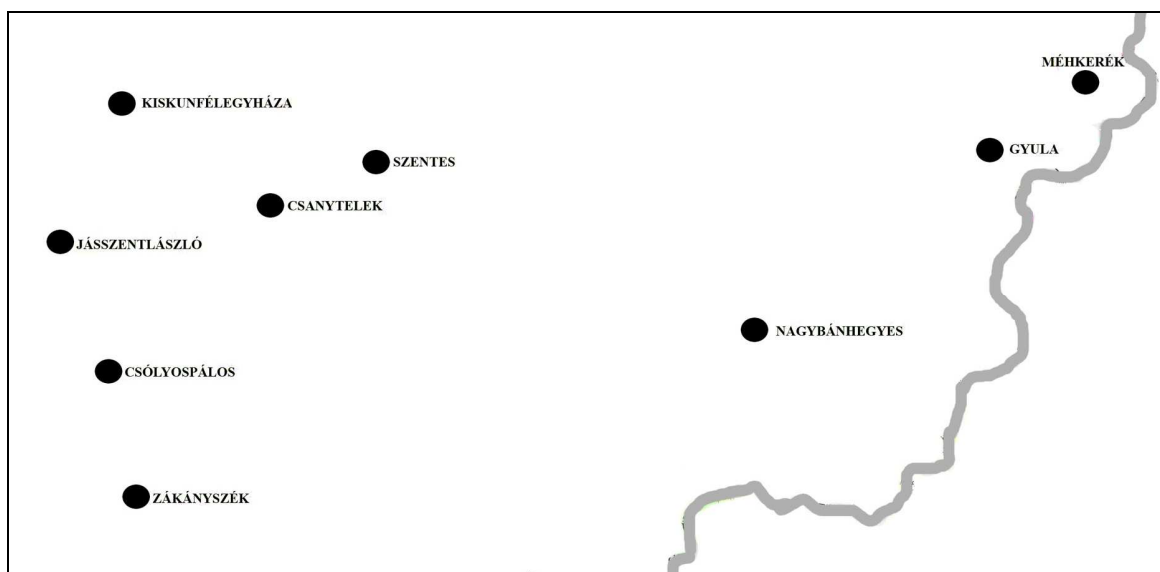 MÉHKERÉK
KISKUNFÉLEGYHÁZA
GYULA
SZENTES
CSANYTELEK
JÁSSZENTLÁSZLÓ
NAGYBÁNHEGYES
CSÓLYOSPÁLOS
ZÁKÁNYSZÉK